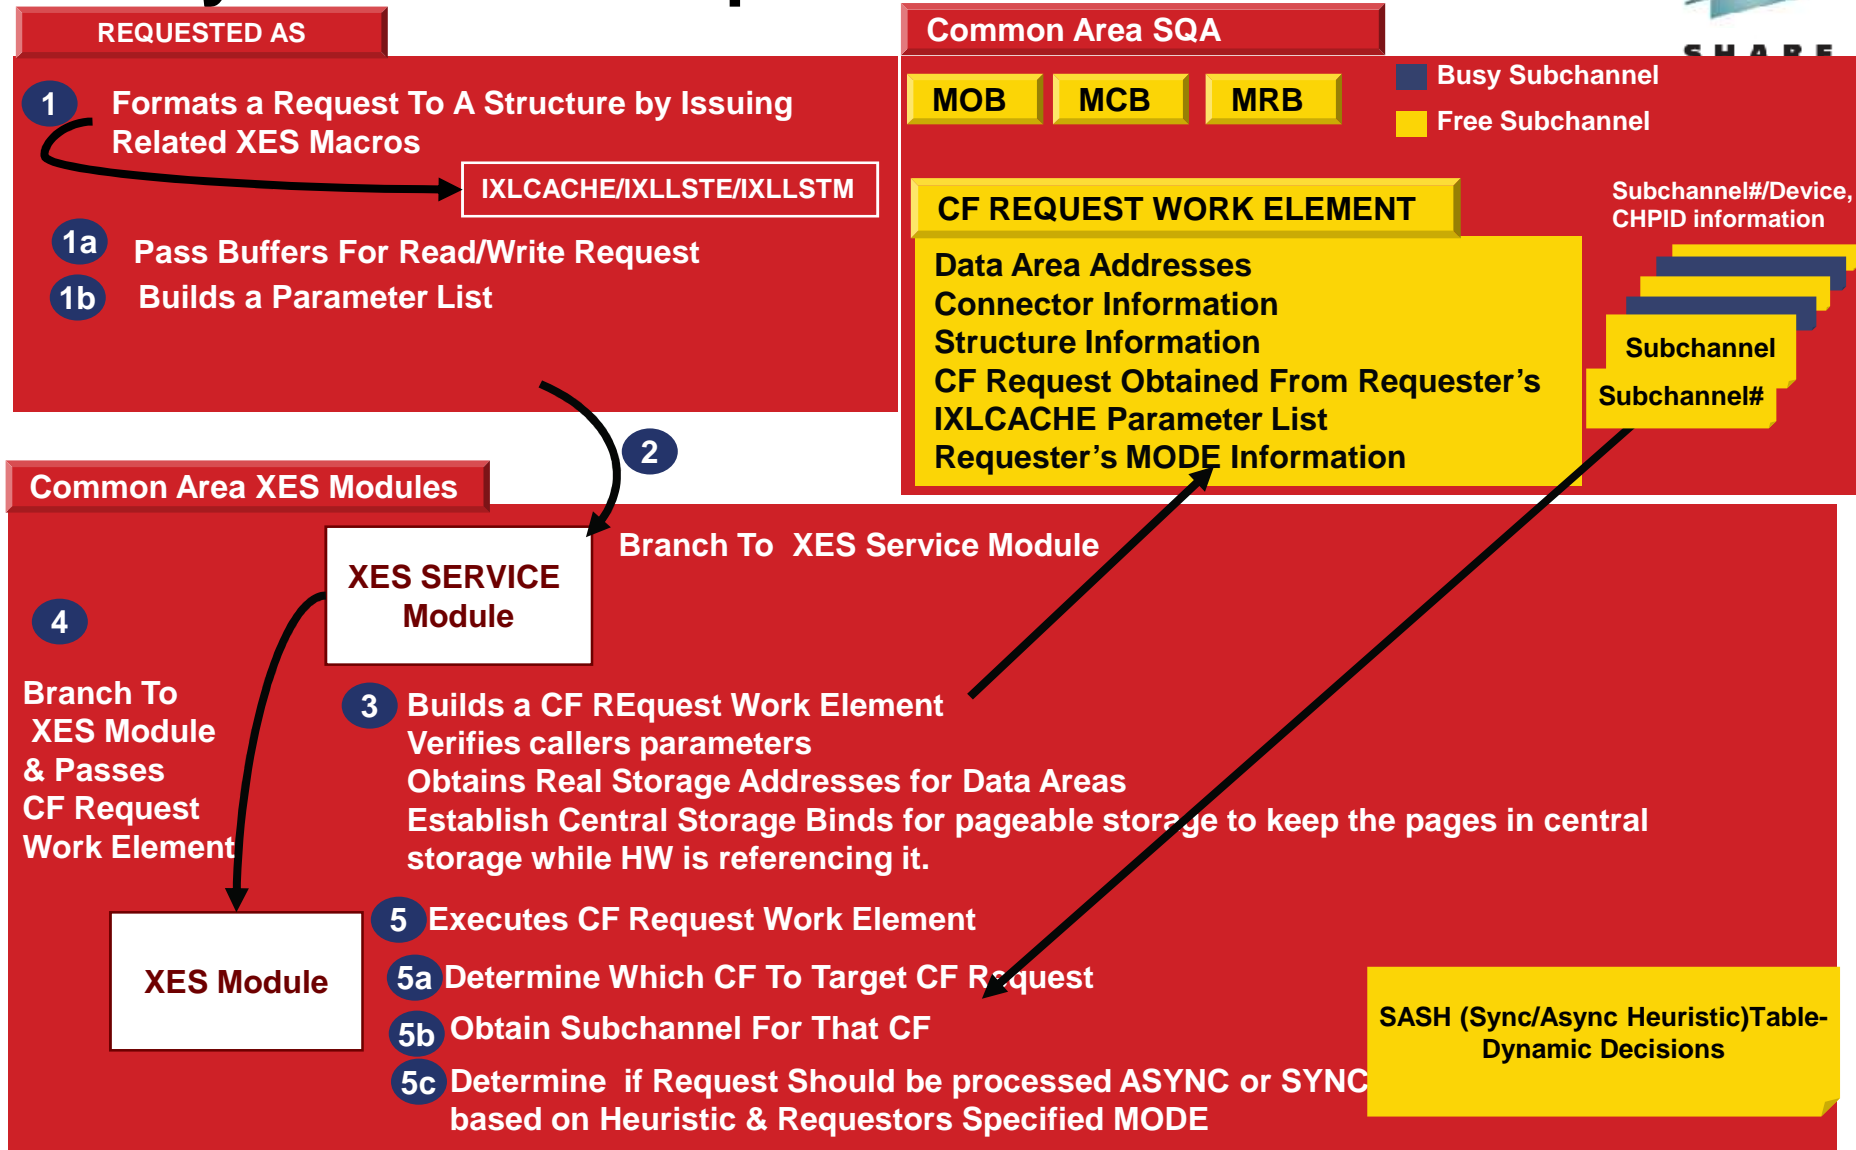 REQUESTED AS
1
Formats a Request To A Structure by Issuing
Related XES Macros
IXLCACHE/IXLLSTE/IXLLSTM
1a
Pass Buffers For Read/Write Request
1b
Builds a Parameter List
2
Common Area SQA
SHARE
MOB
MCB
MRB
Busy Subchannel
Free Subchannel
CF REQUEST WORK ELEMENT
Data Area Addresses
Connector Information
Structure Information
CF Request Obtained From Requester’s
IXLCACHE Parameter List
Requester’s MODE Information
Subchannel#/Device,
CHPID information
Subchannel
Subchannel#
Common Area XES Modules
XES SERVICE
Module
Branch To XES Service Module
4
Branch To
XES Module
& Passes
CF Request
Work Element
3
Builds a CF REquest Work Element
Verifies callers parameters
Obtains Real Storage Addresses for Data Areas
Establish Central Storage Binds for pageable storage to keep the pages in central
storage while HW is referencing it.
XES Module
5
Executes CF Request Work Element
5a
Determine Which CF To Target CF Request
5b
Obtain Subchannel For That CF
5c
Determine if Request Should be processed ASYNC or SYNC
based on Heuristic & Requestors Specified MODE
SASH (Sync/Async Heuristic)Table-
Dynamic Decisions